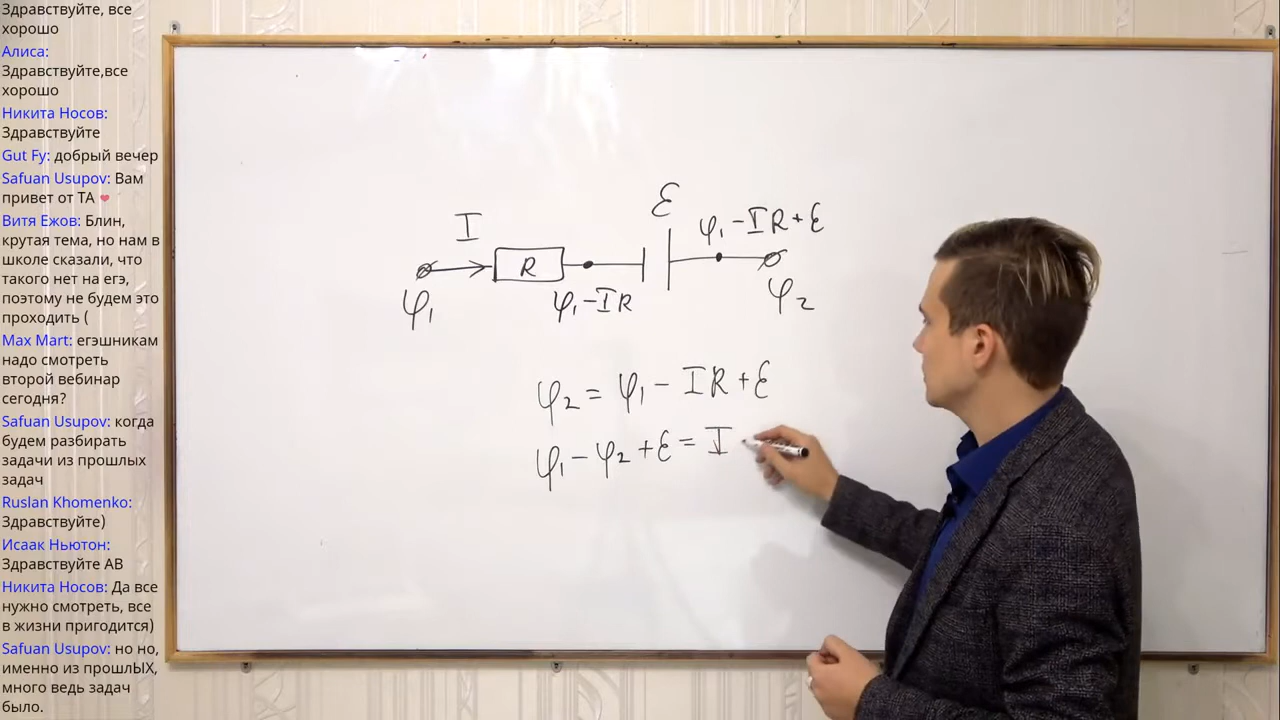 Здравствуйте, все
хорошо
Алиса:
Здравствуйте,все
хорошо
Никита Носов:
Здравствуйте
Gut Fy: добрый вечер
Safuan Usupov: Вам
привет от ТА ❤
Витя Ежов: Блин,
крутая тема, но нам в
школе сказали, что
такого нет на егэ,
поэтому не будем это
проходить (
Max Mart: егэшникам
надо смотреть
второй вебинар
сегодня?
Safuan Usupov: когда
будем разбирать
задачи из прошлых
задач
Ruslan Khomenko:
Здравствуйте)
Исаак Ньютон:
Здравствуйте АВ
Никита Носов: Да все
нужно смотреть, все
в жизни пригодится)
Safuan Usupov: но но,
именно из прошлЫХ,
много ведь задач
было.
ℰ
I
φ₁-IR+ℰ
R
φ₁
φ₁-IR
φ₂
φ₂ = φ₁ - IR + ℰ
φ₁ - φ₂ + ℰ = I